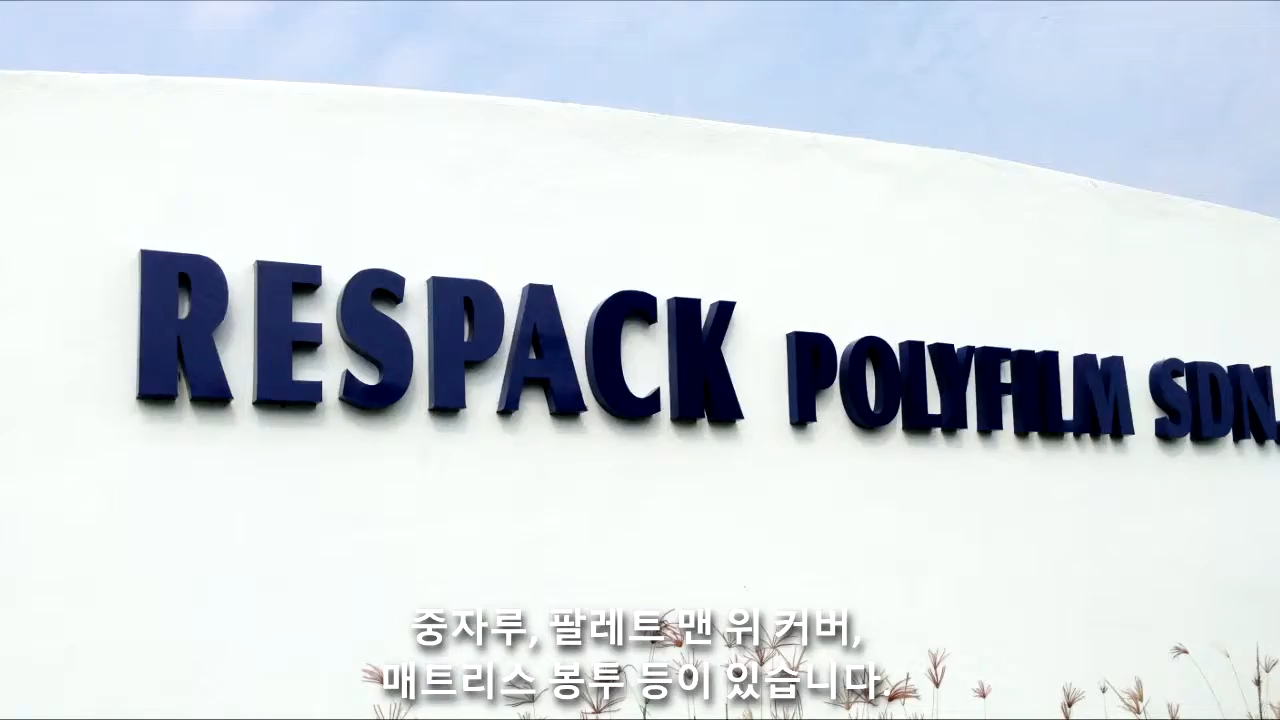 RESPACK POLYFILM SDN.
중자루, 팔레트 맨 위 커버,
매트리스 봉투 등이 있습니다